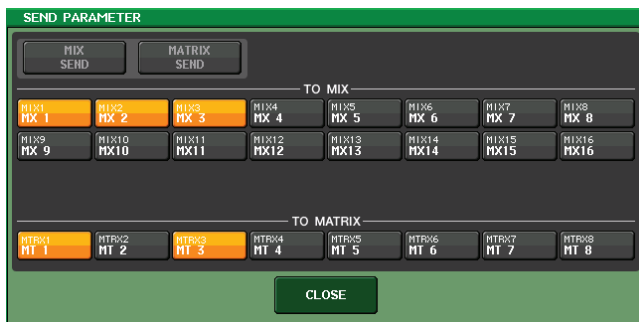 SEND PARAMETER
MIX SEND
MATRIX SEND
TO MIX
MIX1 MIX2 MIX3 MIX4 MIX5 MIX6 MIX7 MIX8
MX 1 MX 2 MX 3 MX 4 MX 5 MX 6 MX 7 MX 8
MIX9 MIX10 MIX11 MIX12 MIX13 MIX14 MIX15 MIX16
MX 9 MX10 MX11 MX12 MX13 MX14 MX15 MX16
TO MATRIX
MTRX1 MTRX2 MTRX3 MTRX4 MTRX5 MTRX6 MTRX7 MTRX8
MT 1 MT 2 MT 3 MT 4 MT 5 MT 6 MT 7 MT 8
CLOSE